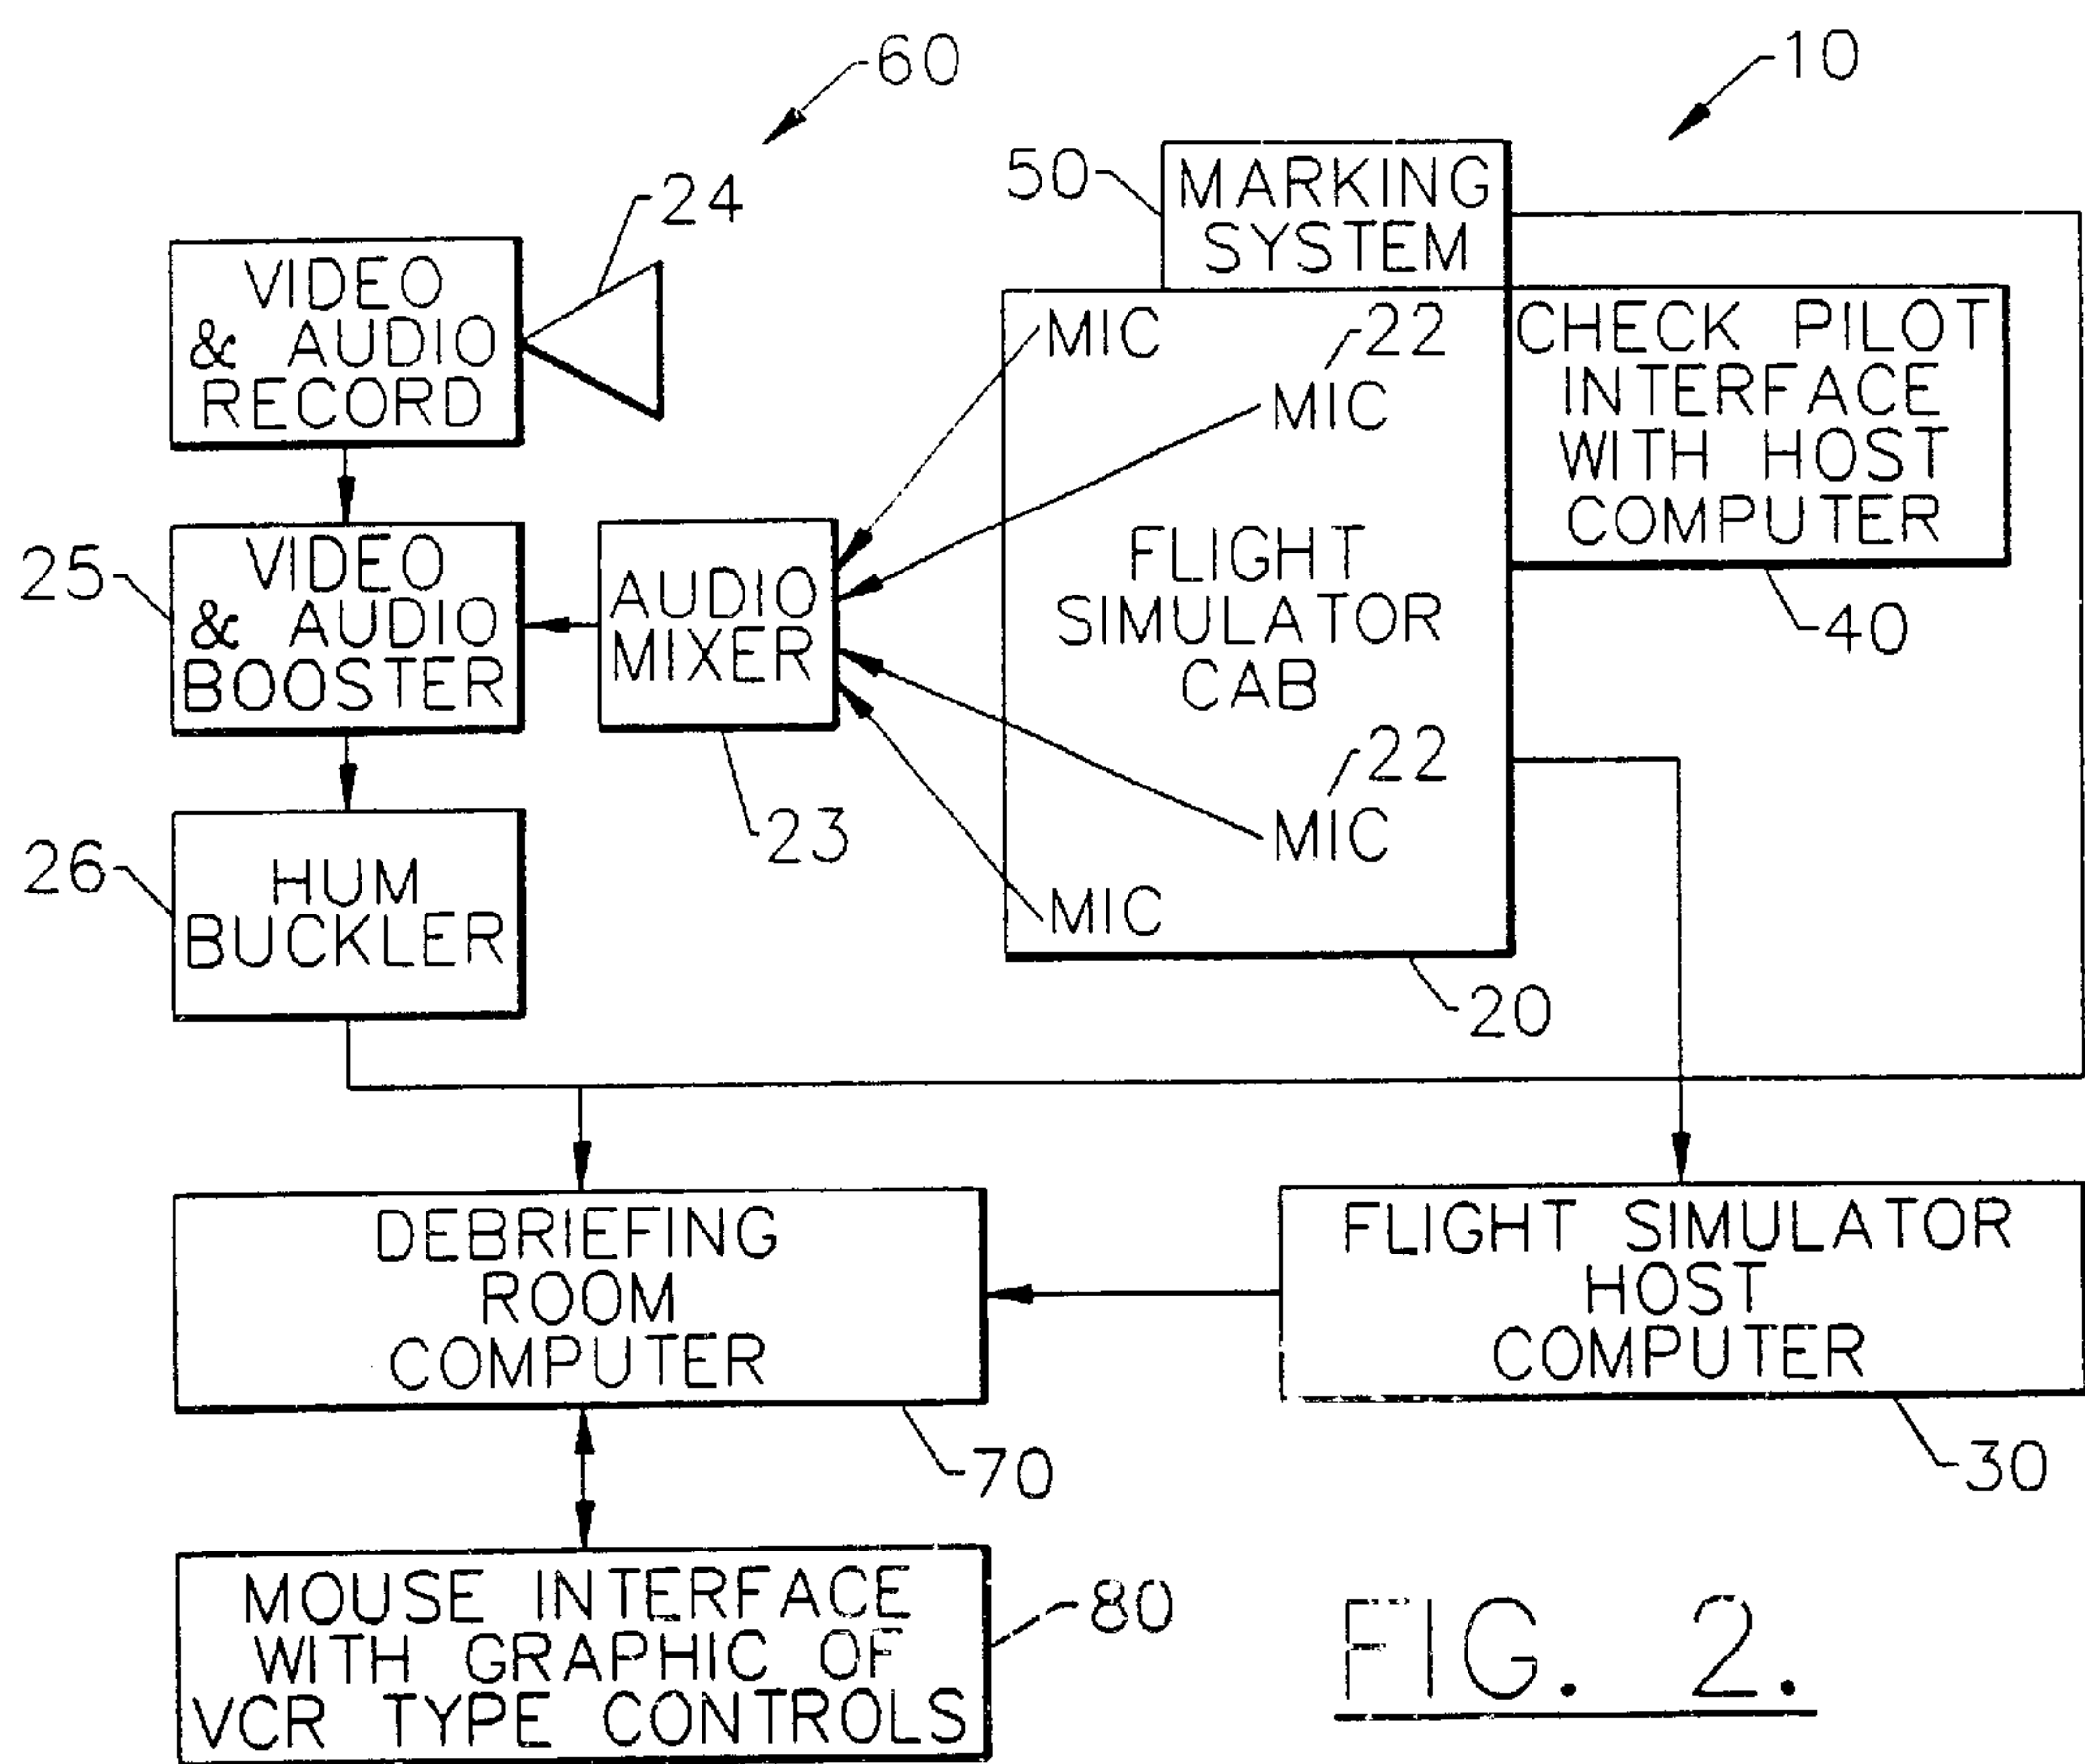 60
10
24
50
MARKING
SYSTEM
VIDEO
& AUDIO
RECORD
MIC
22
MIC
CHECK PILOT
INTERFACE
WITH HOST
COMPUTER
40
25
VIDEO
& AUDIO
BOOSTER
AUDIO
MIXER
23
FLIGHT
SIMULATOR
CAB
22
MIC
MIC
20
26
HUM
BUCKLER
DEBRIEFING
ROOM
COMPUTER
70
FLIGHT SIMULATOR
HOST
COMPUTER
30
MOUSE INTERFACE
WITH GRAPHIC OF
VCR TYPE CONTROLS
80
FIG. 2.